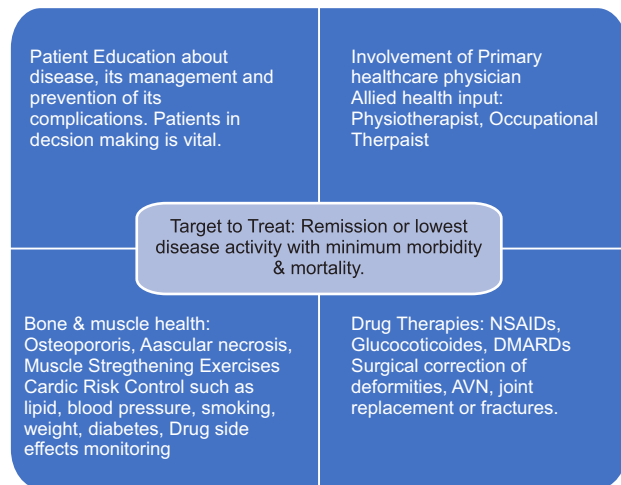 Patient Education about
disease, its management and
prevention of its
complications. Patients in
decsion making is vital.
Involvement of Primary
healthcare physician
Allied health input:
Physiotherapist, Occupational
Therpaist
Target to Treat: Remission or lowest
disease activity with minimum morbidity
& mortality.
Bone & muscle health:
Osteopororis, Aascular necrosis,
Muscle Stregthening Exercises
Cardic Risk Control such as
lipid, blood pressure, smoking,
weight, diabetes, Drug side
effects monitoring
Drug Therapies: NSAIDs,
Glucocoticoides, DMARDs
Surgical correction of
deformities, AVN, joint
replacement or fractures.